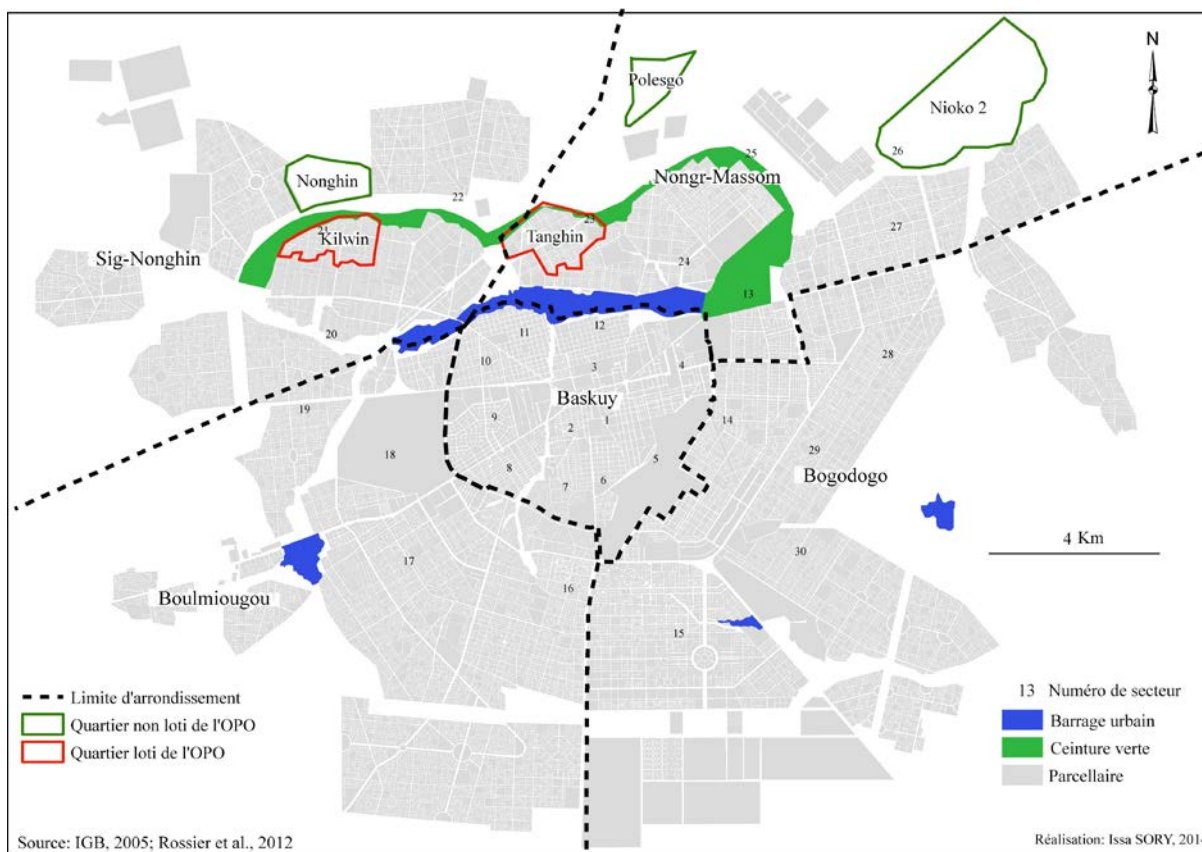 N
Polesgo
Nioko 2
26
25
Nonghin
Nongr-Massom
22
27
21
Kilwin
23
Tanghin
Sig-Nonghin
24
13
20
11
12
28
10
3
4
Baskuy
19
9
2
1
14
18
8
5
29
7
6
Bogodogo
4 Km
17
30
16
Boulmiougou
15
Limite d'arrondissement
Quartier non loti de l'OPO
Quartier loti de l'OPO
13 Numéro de secteur
Barrage urbain
Ceinture verte
Parcellaire
Source: IGB, 2005; Rossier et al., 2012
Réalisation: Issa SORY, 2014